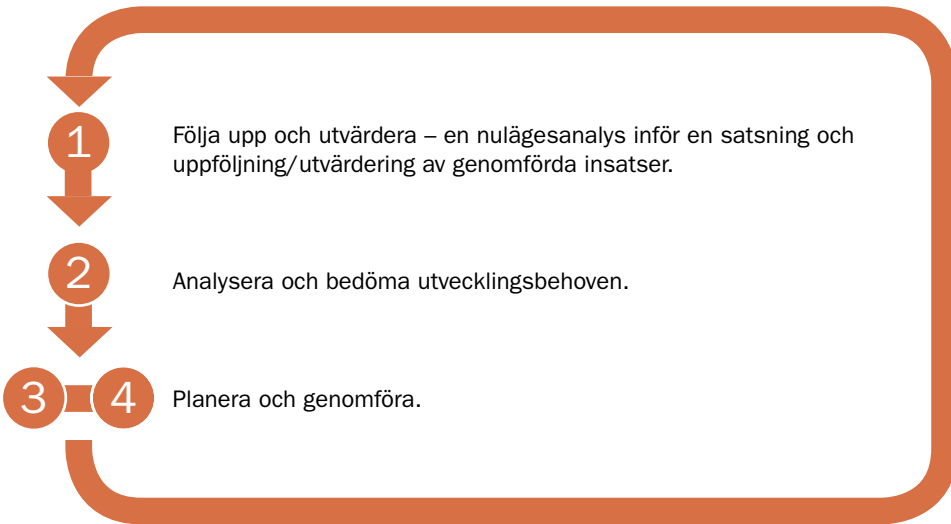 1
Följa upp och utvärdera – en nulägesanalys inför en satsning och
uppföljning/utvärdering av genomförda insatser.
2
Analysera och bedöma utvecklingsbehoven.
3 4
Planera och genomföra.